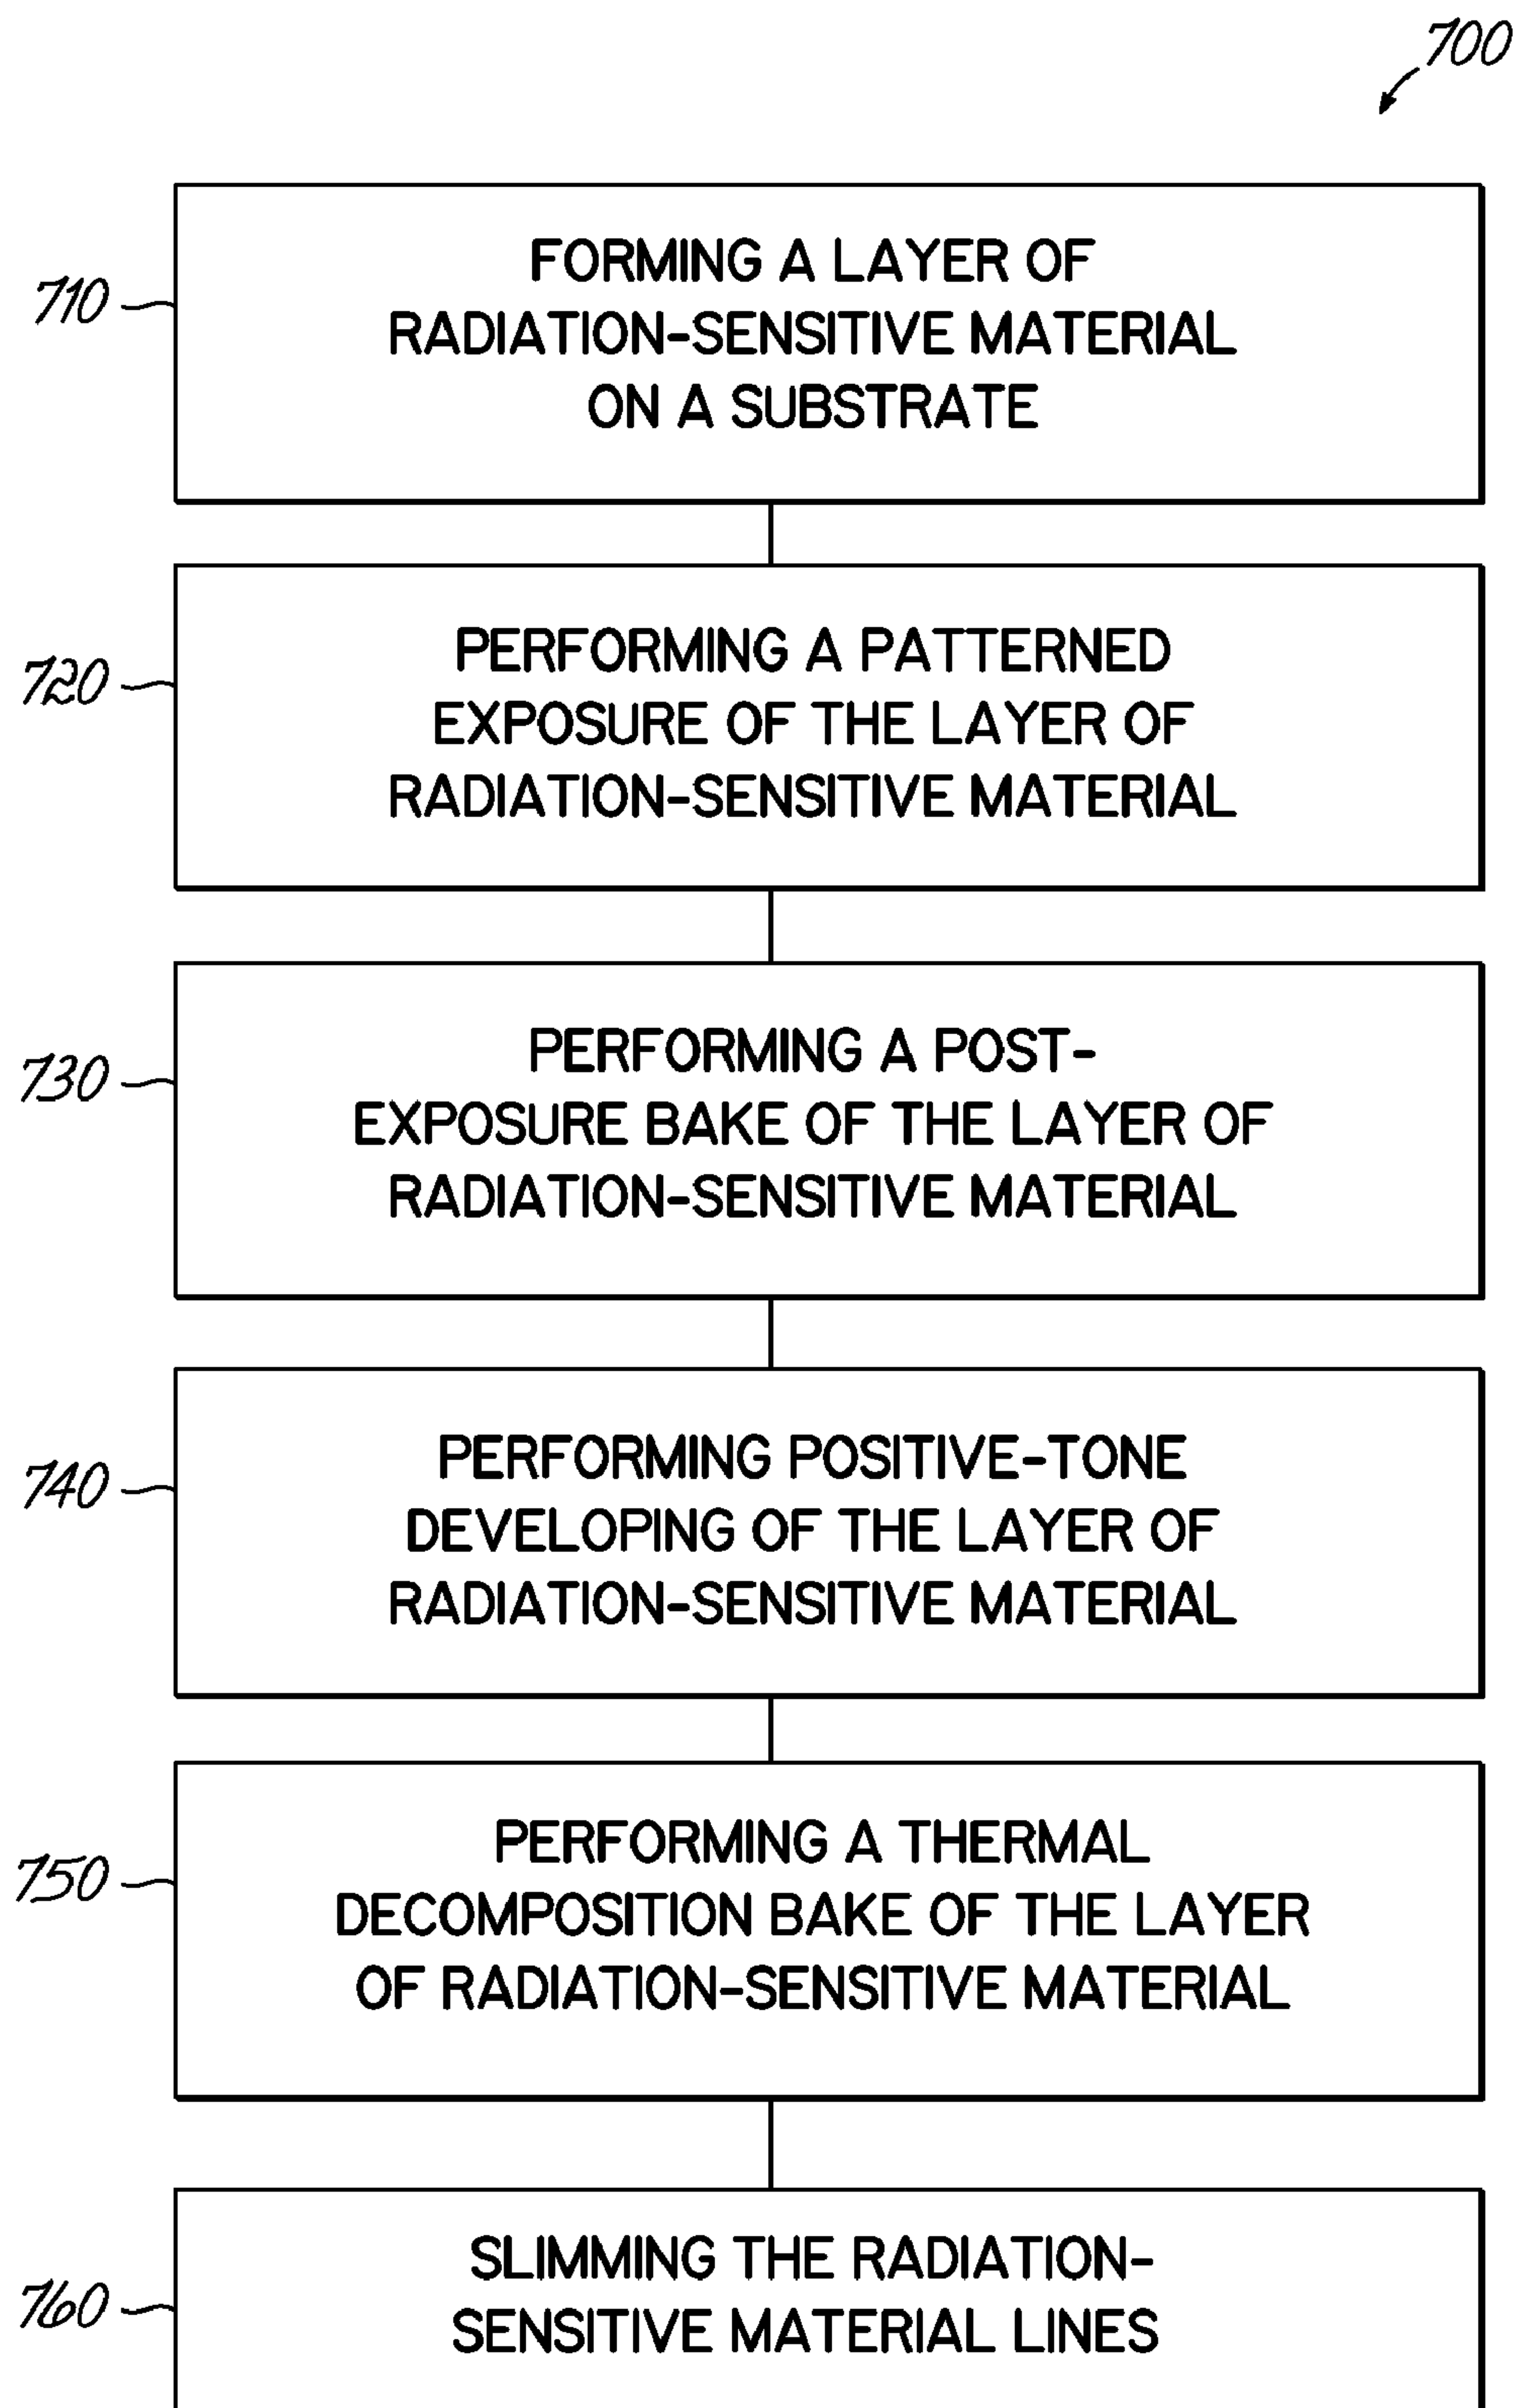 700
710
FORMING A LAYER OF
RADIATION-SENSITIVE MATERIAL
ON A SUBSTRATE
720
PERFORMING A PATTERNED
EXPOSURE OF THE LAYER OF
RADIATION-SENSITIVE MATERIAL
730
PERFORMING A POST-
EXPOSURE BAKE OF THE LAYER OF
RADIATION-SENSITIVE MATERIAL
740
PERFORMING POSITIVE-TONE
DEVELOPING OF THE LAYER OF
RADIATION-SENSITIVE MATERIAL
750
PERFORMING A THERMAL
DECOMPOSITION BAKE OF THE LAYER
OF RADIATION-SENSITIVE MATERIAL
760
SLIMMING THE RADIATION-
SENSITIVE MATERIAL LINES